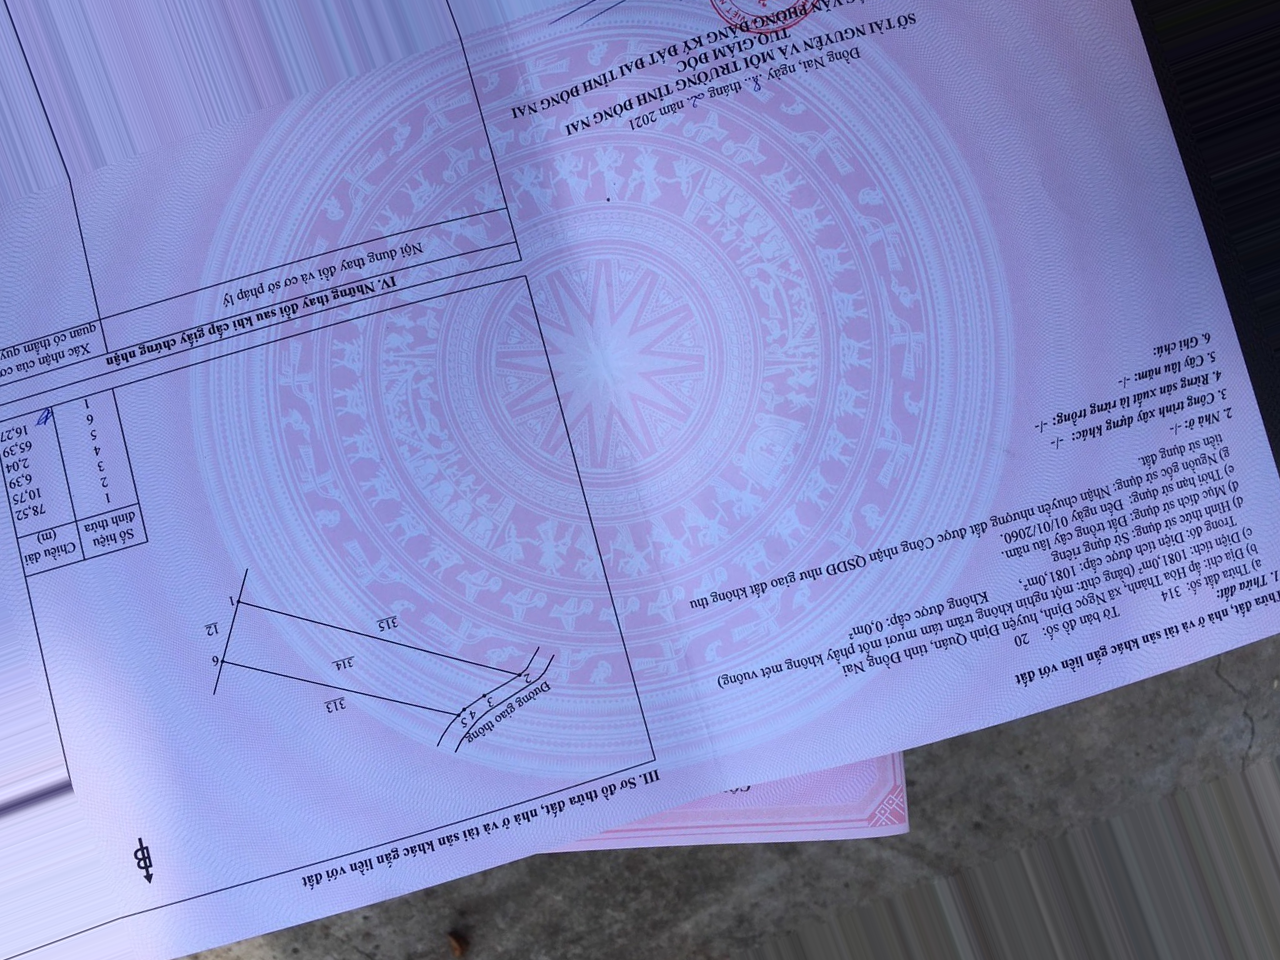 Thửa đất, nhà ở và tài sản khác gắn liền với đất
1. Thửa đất:
a) Thửa đất số: 314
Tờ bản đồ số: 20
b) Địa chỉ: ấp Hòa Thành, xã Ngọc Định, huyện Định Quán, tỉnh Đồng Nai
c) Diện tích: 1081,0m² (bằng chữ: một nghìn không trăm tám mươi một phẩy không mét vuông)
Trong đó: diện tích được cấp: 1081,0m², Không được cấp: 0,0m²
d) Hình thức sử dụng: Sử dụng riêng
đ) Mục đích sử dụng: Đất trồng cây lâu năm.
e) Thời hạn sử dụng: Đến ngày 01/01/2060.
g) Nguồn gốc sử dụng: Nhận chuyển nhượng đất được Công nhận QSDĐ như giao đất không thu
tiền sử dụng đất.
2. Nhà ở: -/-
3. Công trình xây dựng khác: -/-
4. Rừng sản xuất là rừng trồng: -/-
5. Cây lâu năm: -/-
6. Ghi chú:
Đồng Nai, ngày 8 tháng 2 năm 2021
SỞ TÀI NGUYÊN VÀ MÔI TRƯỜNG TỈNH ĐỒNG NAI
TUQ.GIÁM ĐỐC
VĂN PHÒNG ĐĂNG KÝ ĐẤT ĐAI TỈNH ĐỒNG NAI
III. Sơ đồ thửa đất, nhà ở và tài sản khác gắn liền với đất
B
Đường giao thông
2
3
4
5
313
314
315
6
1
12
Số hiệu đỉnh thửa
Chiều dài (m)
1
78,52
2
10,75
3
6,39
4
2,04
5
65,39
6
16,27
1
IV. Những thay đổi sau khi cấp giấy chứng nhận
Nội dung thay đổi và cơ sở pháp lý
Xác nhận của cơ
quan có thẩm quy